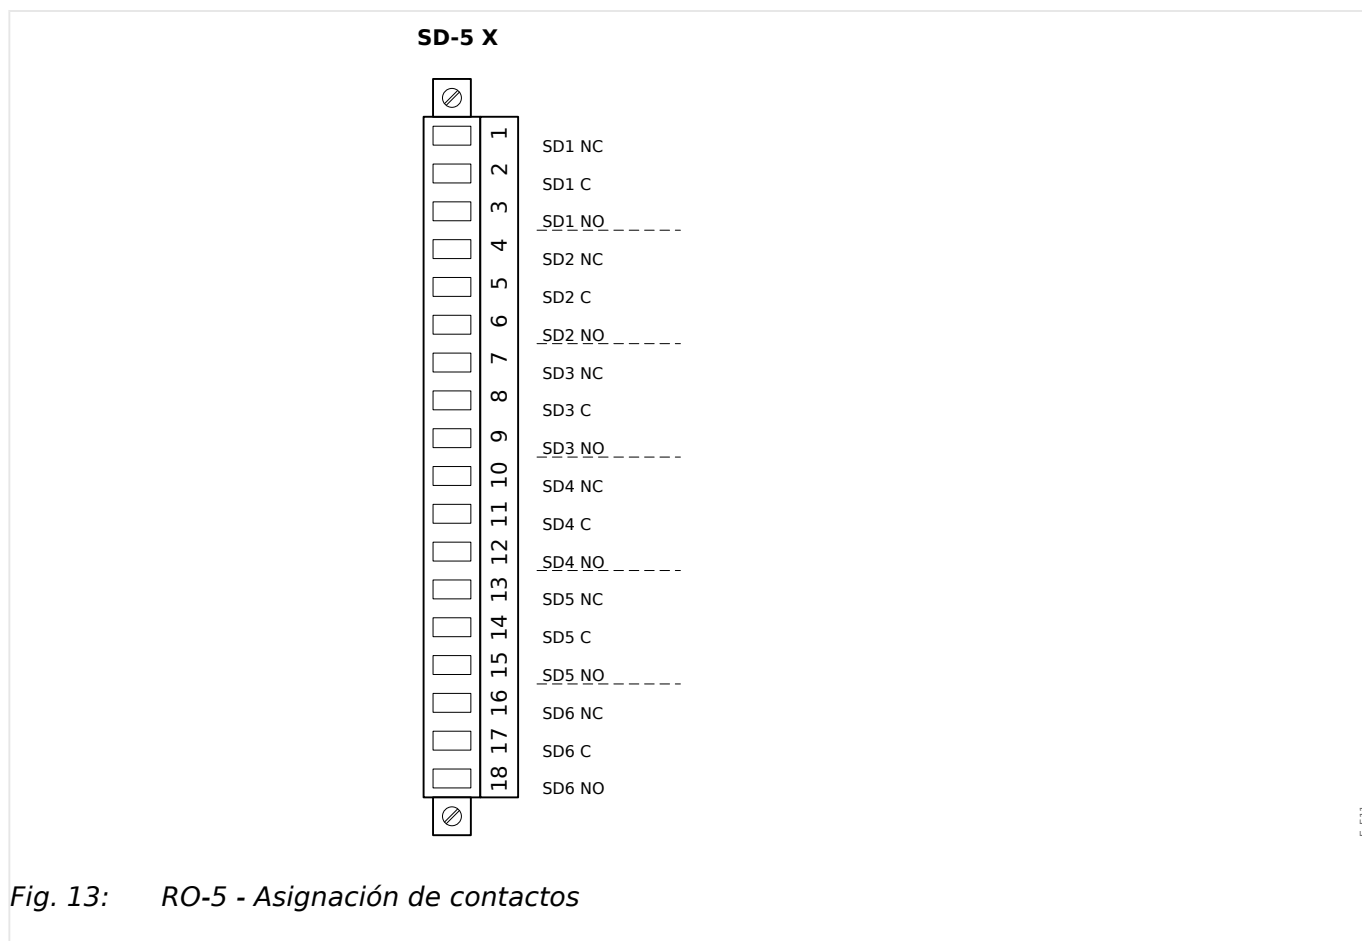 SD-5 X
1 SD1 NC
2 SD1 C
3 SD1 NO
4 SD2 NC
5 SD2 C
6 SD2 NO
7 SD3 NC
8 SD3 C
9 SD3 NO
10 SD4 NC
11 SD4 C
12 SD4 NO
13 SD5 NC
14 SD5 C
15 SD5 NO
16 SD6 NC
17 SD6 C
18 SD6 NO
Fig. 13: RO-5 - Asignación de contactos